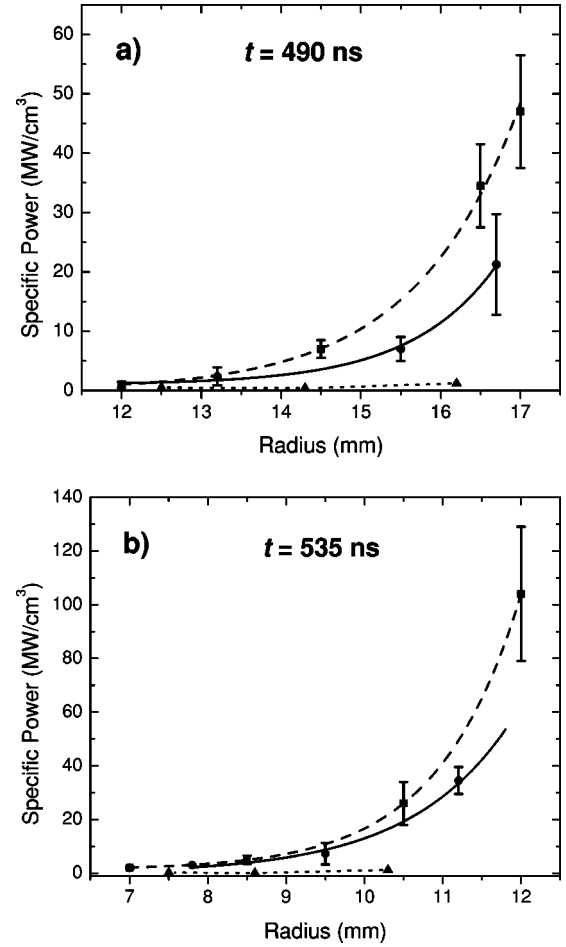 a)
t = 490 ns
Specific Power (MW/cm³)
60
50
40
30
20
10
0
12 13 14 15 16 17
Radius (mm)
b)
t = 535 ns
Specific Power (MW/cm³)
140
120
100
80
60
40
20
0
7 8 9 10 11 12
Radius (mm)